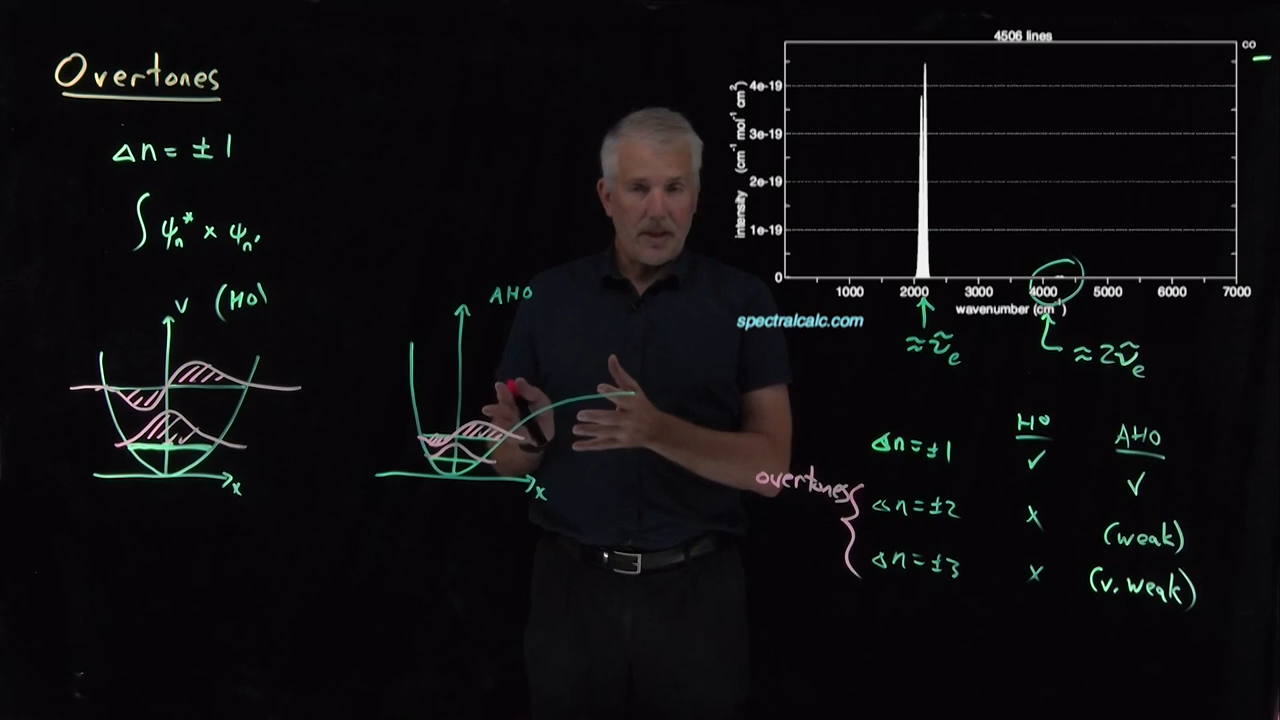 Overtones
Δn = ±1
∫ ψn* x ψn'
V (HO)
x
AHO
x
4506 lines
CO
intensity (cm⁻¹ mol⁻¹ cm²)
4e-19
3e-19
2e-19
1e-19
0
1000 2000 3000 4000 5000 6000 7000
wavenumber (cm⁻¹)
spectralcalc.com
≈ ṽe
≈ 2ṽe
HO AHO
Δn = ±1 ✓ ✓
overtones {
Δn = ±2 x (weak)
Δn = ±3 x (v. weak)